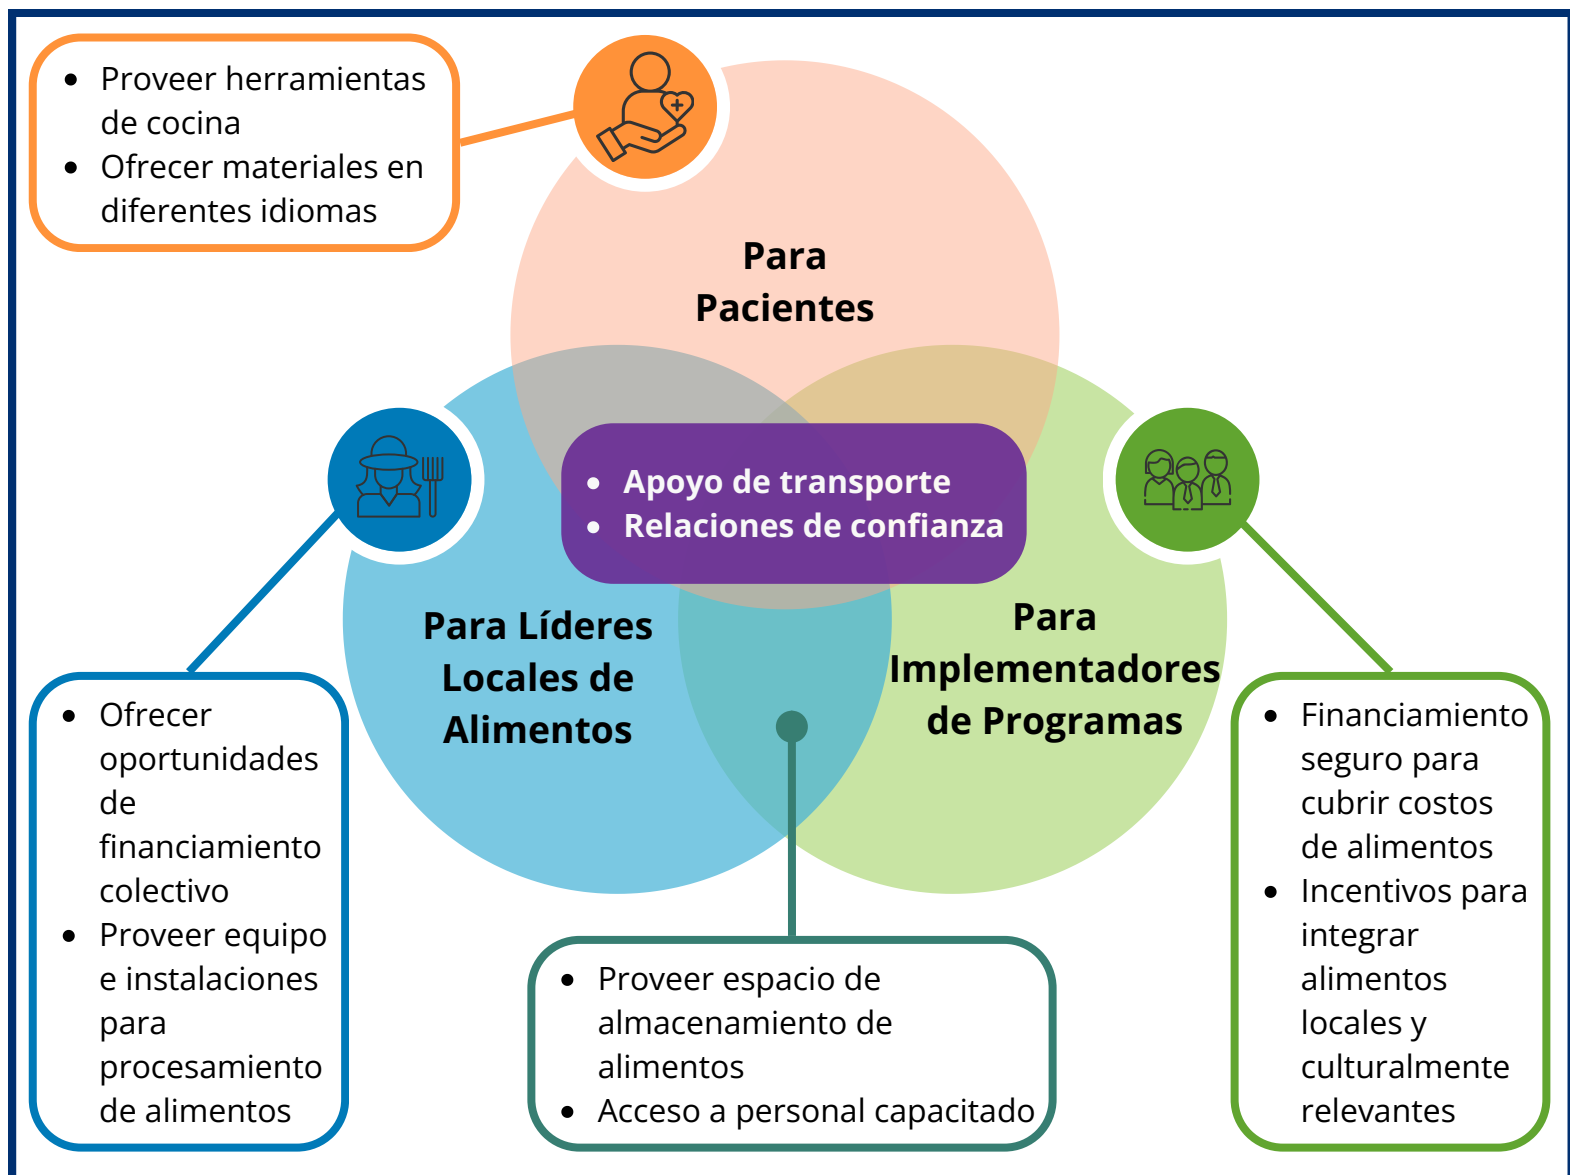 • Proveer herramientas
de cocina
• Ofrecer materiales en
diferentes idiomas
Para
Pacientes
• Apoyo de transporte
• Relaciones de confianza
Para Líderes
Locales de
Alimentos
Para
Implementadores
de Programas
• Ofrecer
oportunidades
de
financiamiento
colectivo
• Proveer equipo
e instalaciones
para
procesamiento
de alimentos
• Proveer espacio de
almacenamiento de
alimentos
• Acceso a personal capacitado
• Financiamiento
seguro para
cubrir costos
de alimentos
• Incentivos para
integrar
alimentos
locales y
culturalmente
relevantes